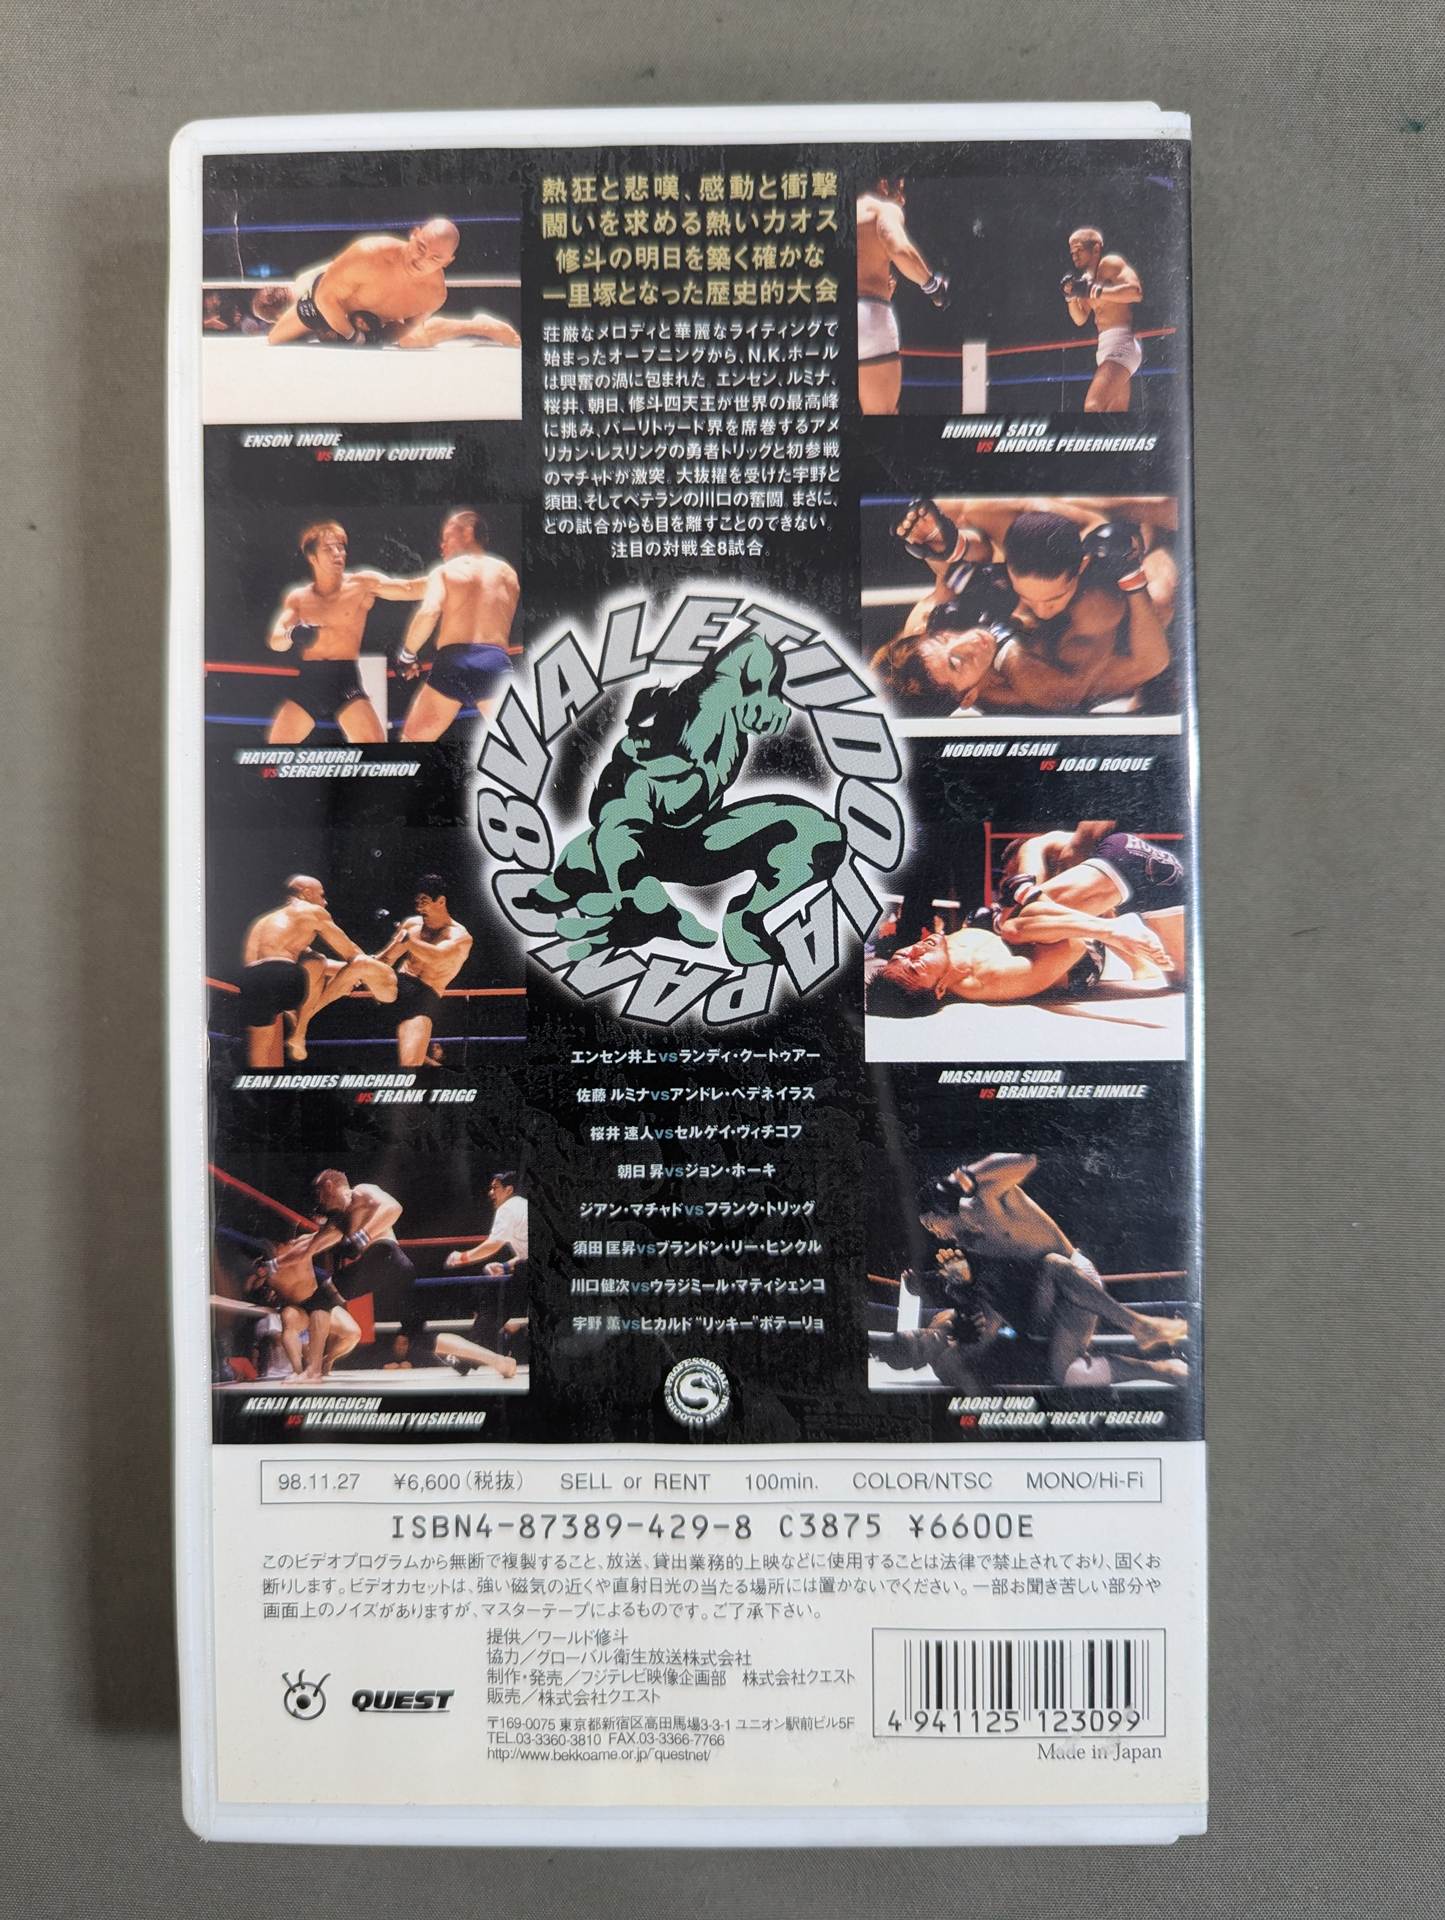 熱狂と悲嘆、感動と衝撃
闘いを求める熱いカオス
修斗の明日を築く確かな
一里塚となった歴史的大会
荘厳なメロディと華麗なライティングで
始まったオープニングから、N.K.ホール
は興奮の渦に包まれた。エンセン、ルミナ、
桜井、朝日、修斗四天王が世界の最高峰
に挑み、バーリトゥード界を席巻するアメ
リカン・レスリングの勇者トリッグと初参戦
のマチャドが激突。大抜擢を受けた宇野と
須田、そしてベテランの川口の奮闘。まさに、
どの試合からも目を離すことのできない。
注目の対戦全8試合。
ENSON INOUE
VS RANDY COUTURE
RUMINA SATO
VS ANDORE PEDERNEIRAS
HAYATO SAKURAI
VS SERGUEI BYTCHKOV
NOBORU ASAHI
VS JOAO ROQUE
VALETUDO JAPAN 98
JEAN JACQUES MACHADO
VS FRANK TRIGG
MASANORI SUDA
VS BRANDEN LEE HINKLE
KENJI KAWAGUCHI
VS VLADIMIR MATYUSHENKO
KAORU UNO
VS RICARDO "RICKY" BOELHO
エンセン井上vsランディ・クートゥアー
佐藤 ルミナvsアンドレ・ペデネイラス
桜井 速人vsセルゲイ・ヴィチコフ
朝日 昇vsジョン・ホーキ
ジアン・マチャドvsフランク・トリッグ
須田 匡昇vsブランドン・リー・ヒンクル
川口健次vsウラジミール・マティシェンコ
宇野 薫vsヒカルド"リッキー"ボテーリョ
PROFESSIONAL
SHOOTO JAPAN
98.11.27 ¥6,600(税抜) SELL or RENT 100min. COLOR/NTSC MONO/Hi-Fi
ISBN4-87389-429-8 C3875 ¥6600E
このビデオプログラムから無断で複製すること、放送、貸出業務的上映などに使用することは法律で禁止されており、固くお
断りします。ビデオカセットは、強い磁気の近くや直射日光の当たる場所には置かないでください。一部お聞き苦しい部分や
画面上のノイズがありますが、マスターテープによるものです。ご了承下さい。
提供／ワールド修斗
協力／グローバル衛生放送株式会社
制作・発売／フジテレビ映像企画部 株式会社クエスト
販売／株式会社クエスト
〒169-0075 東京都新宿区高田馬場3-3-1 ユニオン駅前ビル5F
TEL.03-3360-3810 FAX.03-3366-7766
http://www.bekkoame.or.jp/~questnet/
QUEST
4 941125 123099
Made in Japan